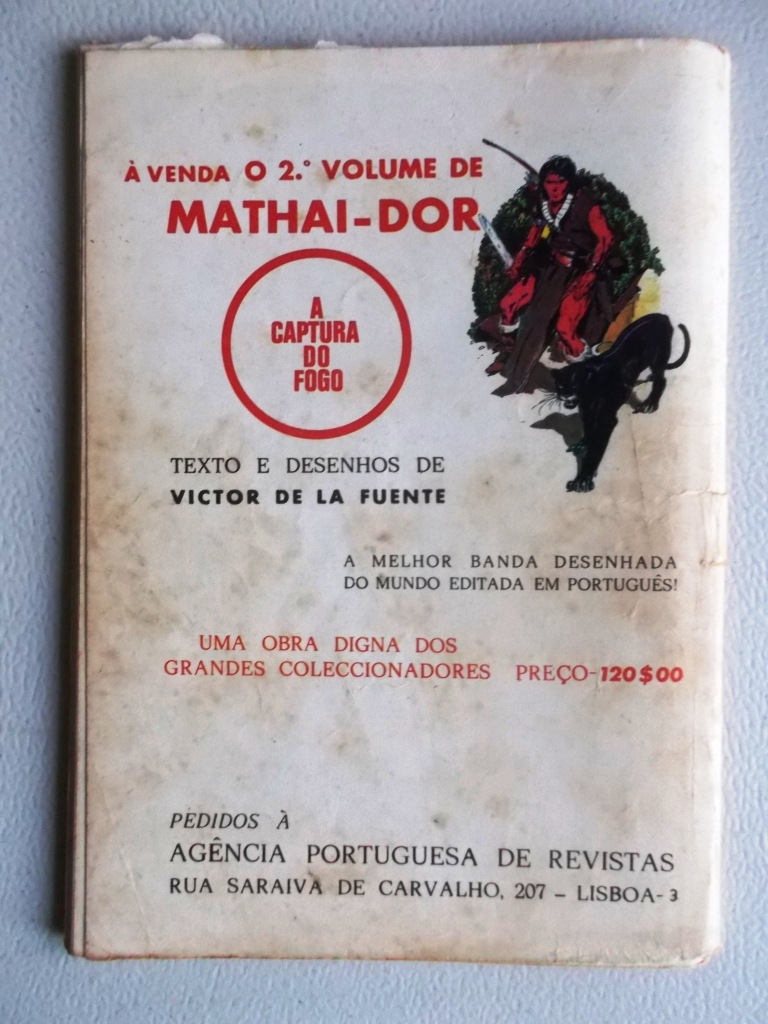 À VENDA O 2.º VOLUME DE
MATHAI-DOR
A
CAPTURA
DO
FOGO
TEXTO E DESENHOS DE
VICTOR DE LA FUENTE
A MELHOR BANDA DESENHADA
DO MUNDO EDITADA EM PORTUGUÊS!
UMA OBRA DIGNA DOS
GRANDES COLECCIONADORES PREÇO-120$00
PEDIDOS À
AGÊNCIA PORTUGUESA DE REVISTAS
RUA SARAIVA DE CARVALHO, 207 – LISBOA-3